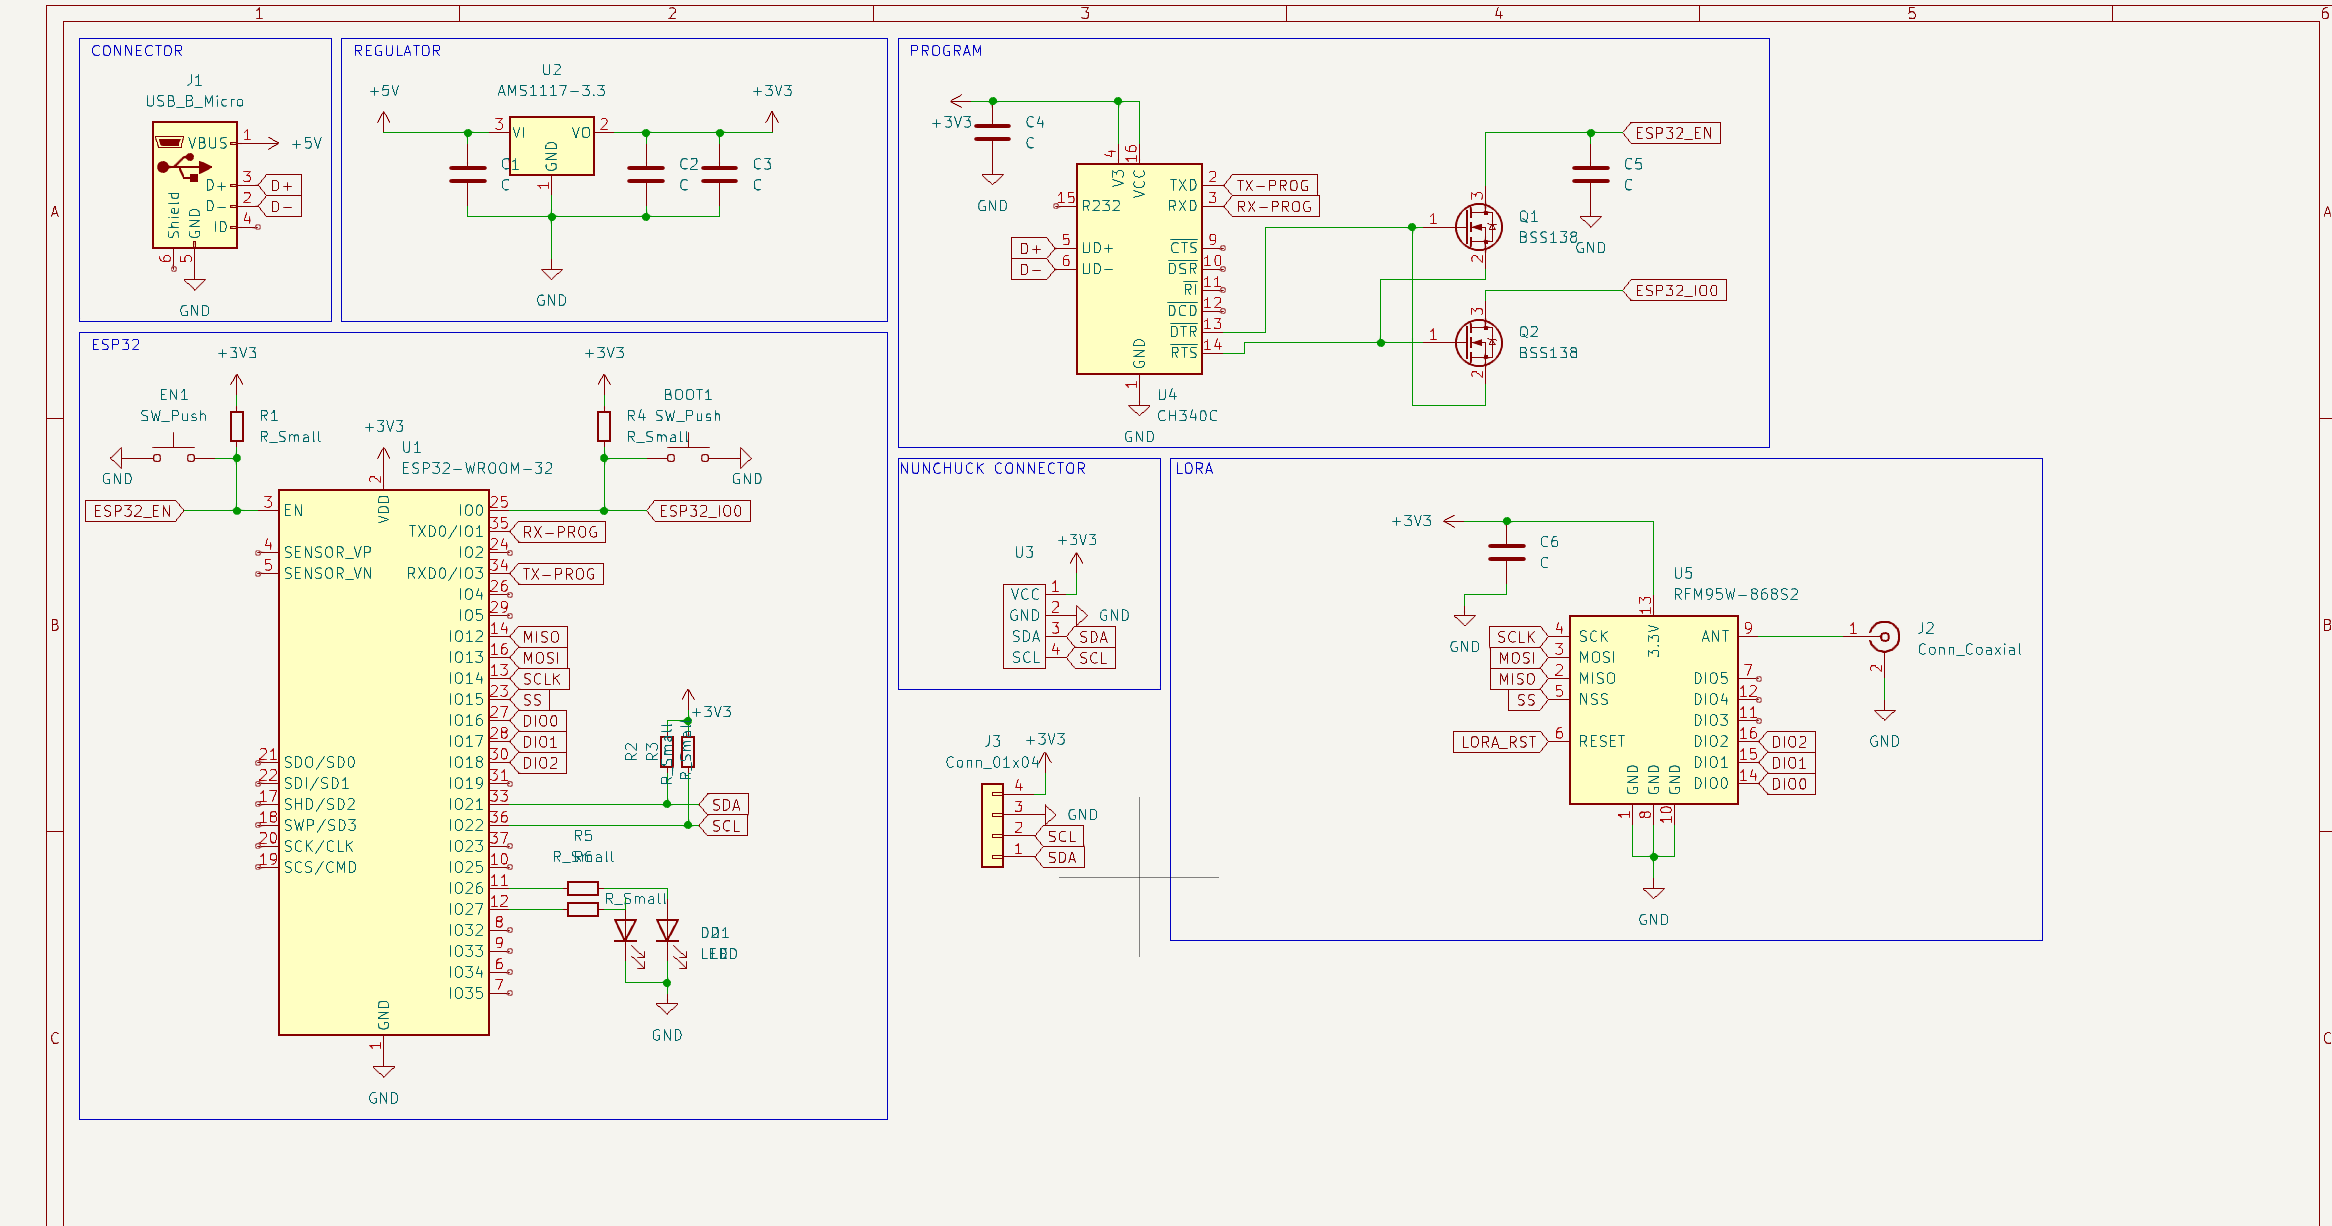 1 2 3 4 5 6
A
B
C
A
B
C
CONNECTOR
J1
USB_B_Micro
VBUS 1 +5V
D+ 3 D+
D- 2 D-
ID 4
Shield
GND
6
5
GND
REGULATOR
U2
AMS1117-3.3
+5V
+3V3
3 VI VO 2
GND
1
C1
C
C2
C
C3
C
GND
PROGRAM
+3V3
C4
C
GND
4
16
V3
VCC
15 R232
D+ 5 UD+
D- 6 UD-
TXD 2 TX-PROG
RXD 3 RX-PROG
CTS 9
DSR 10
RI 11
DCD 12
DTR 13
RTS 14
GND
1
U4
CH340C
GND
ESP32_EN
C5
C
GND
1
3
2
Q1
BSS138
ESP32_IO0
1
3
2
Q2
BSS138
ESP32
+3V3
EN1
SW_Push
R1
R_Small
GND
ESP32_EN
+3V3
U1
ESP32-WROOM-32
2
VDD
+3V3
BOOT1
R4 SW_Push
R_Small
GND
3 EN
4 SENSOR_VP
5 SENSOR_VN
21 SDO/SD0
22 SDI/SD1
17 SHD/SD2
18 SWP/SD3
20 SCK/CLK
19 SCS/CMD
IO0 25 ESP32_IO0
TXD0/IO1 35 RX-PROG
IO2 24
RXD0/IO3 34 TX-PROG
IO4 26
IO5 29
IO12 14 MISO
IO13 16 MOSI
IO14 13 SCLK
IO15 23 SS
IO16 27 DIO0
IO17 28 DIO1
IO18 30 DIO2
IO19 31
IO21 33 SDA
IO22 36 SCL
IO23 37
IO25 10
IO26 11
IO27 12
IO32 8
IO33 9
IO34 6
IO35 7
GND
1
GND
+3V3
R2
R_Small
R3
R_Small
R5
R_Small
R6
R_Small
D2
LED
D1
LED
GND
NUNCHUCK CONNECTOR
U3
+3V3
VCC 1
GND 2 GND
SDA 3 SDA
SCL 4 SCL
J3
Conn_01x04
+3V3
4
3 GND
2 SCL
1 SDA
LORA
+3V3
C6
C
GND
U5
RFM95W-868S2
13
3.3V
SCLK 4 SCK
MOSI 3 MOSI
MISO 2 MISO
SS 5 NSS
LORA_RST 6 RESET
ANT 9
DIO5 7
DIO4 12
DIO3 11
DIO2 16 DIO2
DIO1 15 DIO1
DIO0 14 DIO0
GND
GND
GND
1
8
10
GND
1
J2
Conn_Coaxial
2
GND